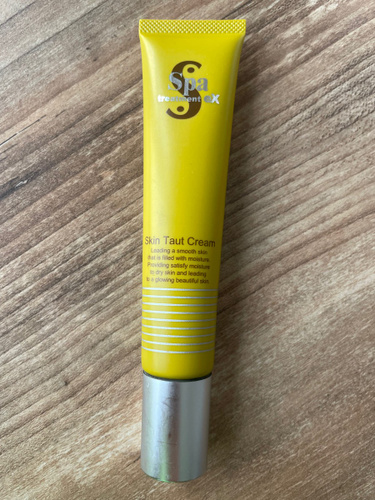 S
Spa
treatment eX
Skin Taut Cream
Leading a smooth skin
that is filled with moisture.
Providing satisfy moisture
to dry skin and leading
to a glowing beautiful skin.